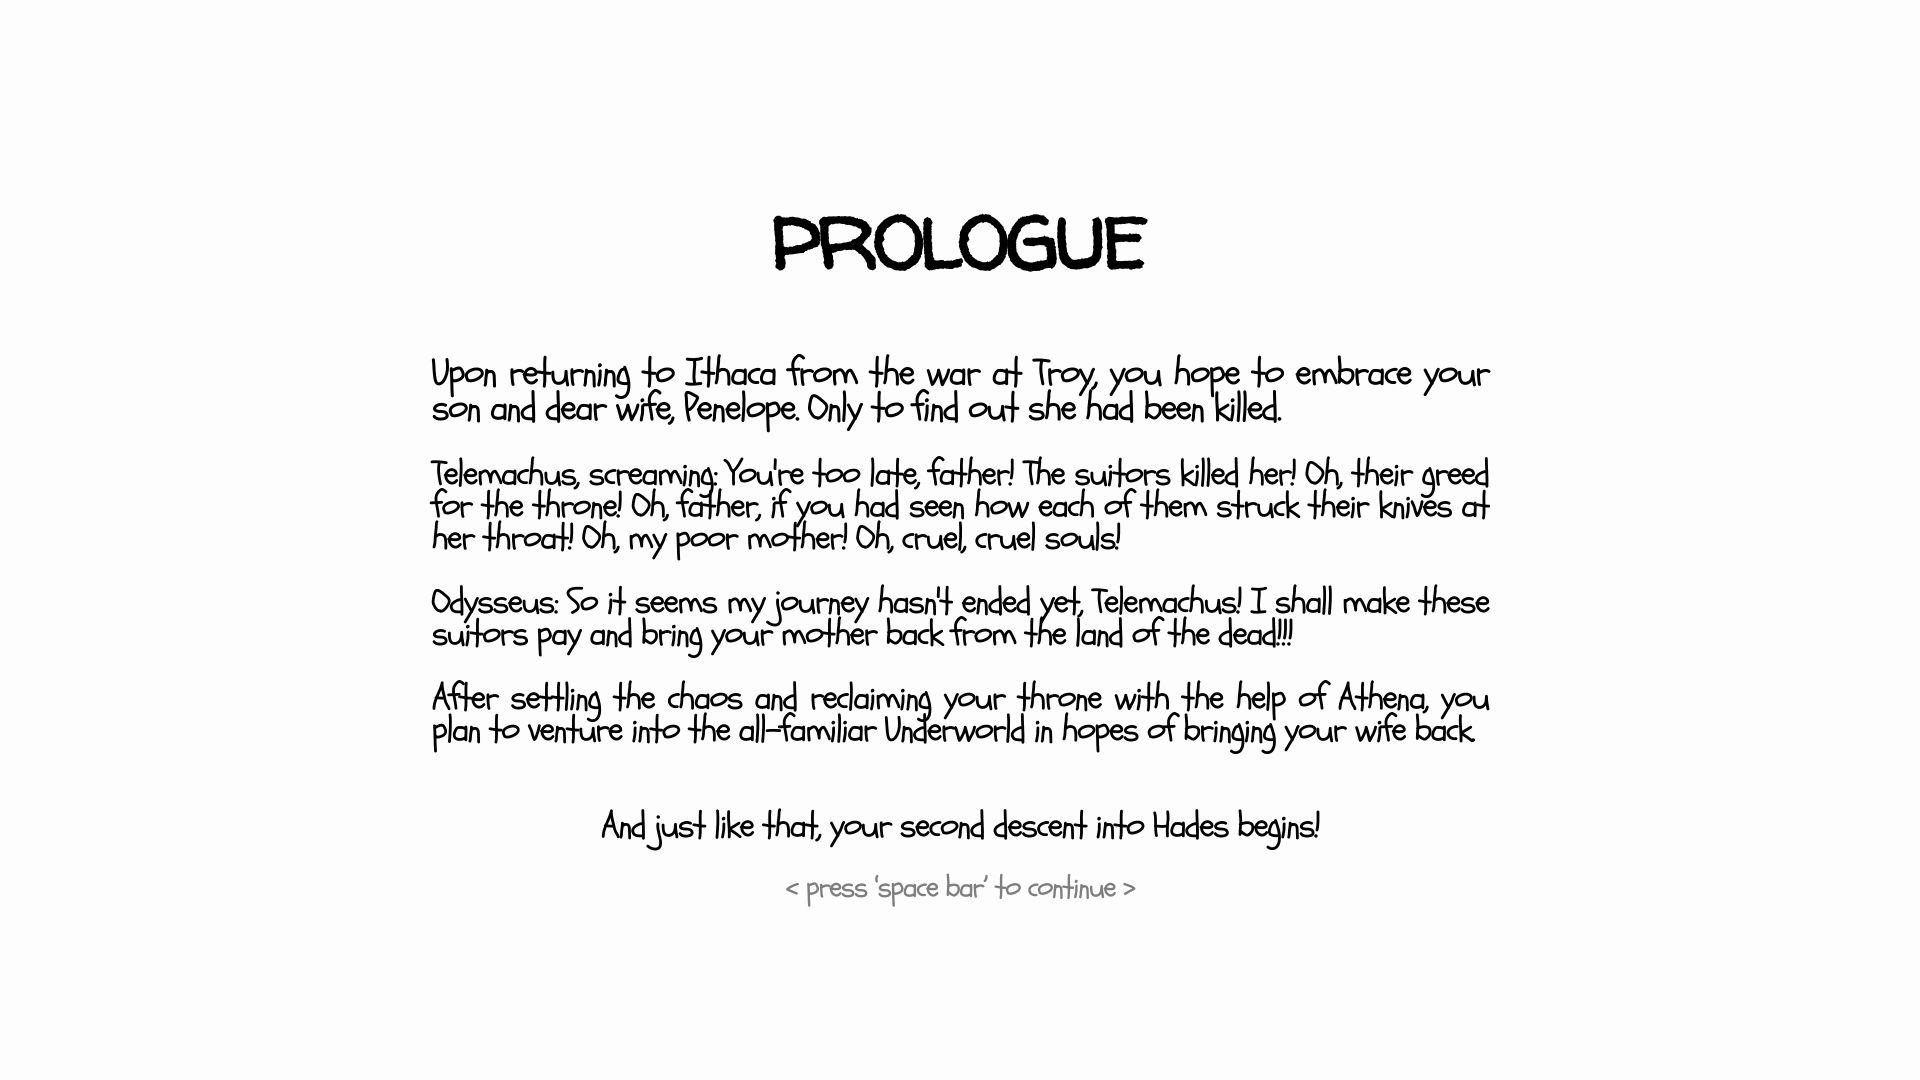 PROLOGUE
Upon returning to Ithaca from the war at Troy, you hope to embrace your
son and dear wife, Penelope. Only to find out she had been killed.
Telemachus, screaming: You're too late, father! The suitors killed her! Oh, their greed
for the throne! Oh, father, if you had seen how each of them struck their knives at
her throat! Oh, my poor mother! Oh, cruel, cruel souls!
Odysseus: So it seems my journey hasn't ended yet, Telemachus! I shall make these
suitors pay and bring your mother back from the land of the dead!!!
After settling the chaos and reclaiming your throne with the help of Athena, you
plan to venture into the all-familiar Underworld in hopes of bringing your wife back.
And just like that, your second descent into Hades begins!
< press ‘space bar’ to continue >